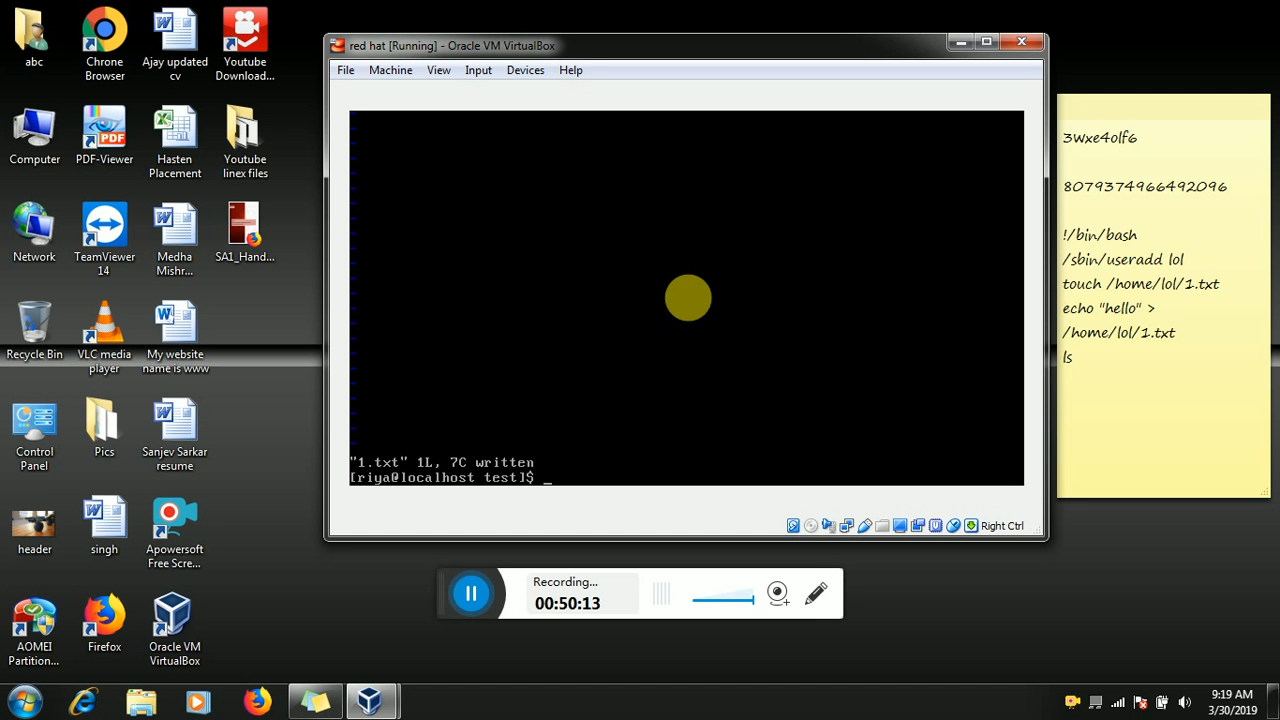 abc
Chrome
Browser
Ajay updated
cv
Youtube
Download...
Computer
PDF-Viewer
Hasten
Placement
Youtube
linex files
Network
TeamViewer
14
Medha
Mishr...
SA1_Hand...
Recycle Bin
VLC media
player
My website
name is www
Control
Panel
Pics
Sanjev Sarkar
resume
header
singh
Apowersoft
Free Scre...
AOMEI
Partition...
Firefox
Oracle VM
VirtualBox
red hat [Running] - Oracle VM VirtualBox
File Machine View Input Devices Help
"1.txt" 1L, 7C written
[riya@localhost test]$ _
Right Ctrl
Recording...
00:50:13
3Wxe4olf6
8079374966492096
!/bin/bash
/sbin/useradd lol
touch /home/lol/1.txt
echo "hello" >
/home/lol/1.txt
ls
9:19 AM
3/30/2019